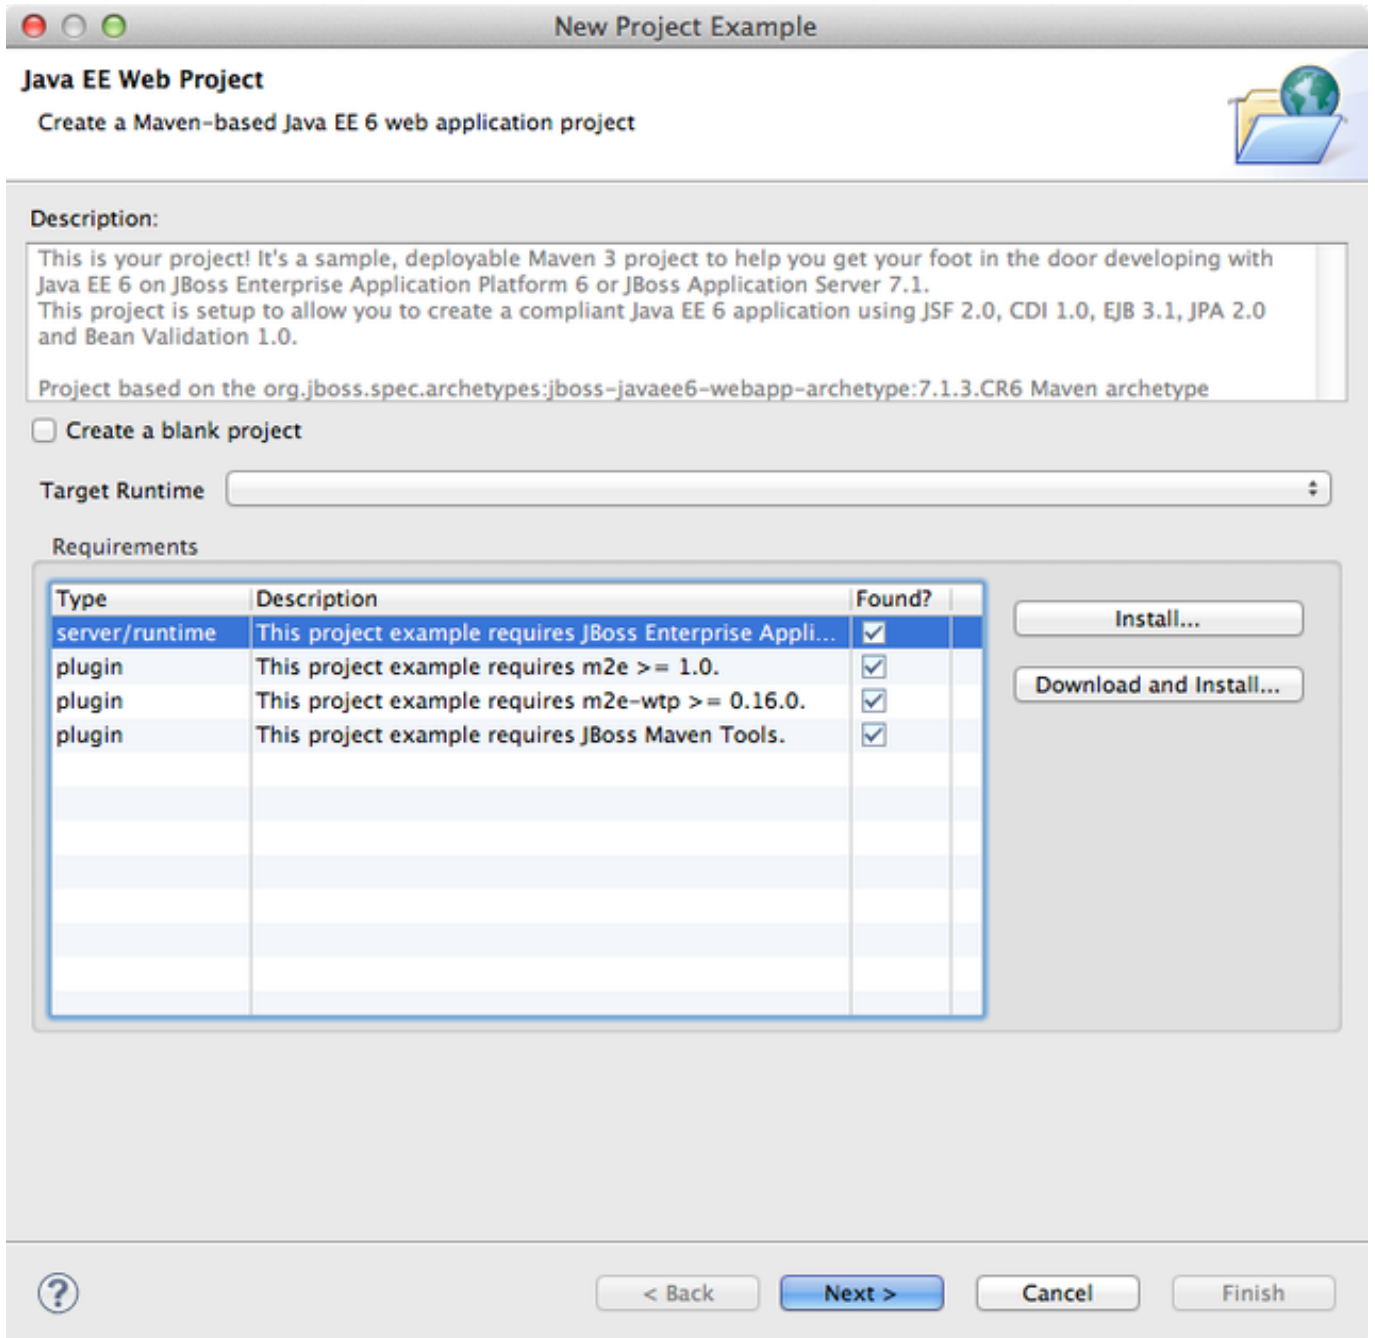 New Project Example
Java EE Web Project
Create a Maven-based Java EE 6 web application project
Description:
This is your project! It's a sample, deployable Maven 3 project to help you get your foot in the door developing with
Java EE 6 on JBoss Enterprise Application Platform 6 or JBoss Application Server 7.1.
This project is setup to allow you to create a compliant Java EE 6 application using JSF 2.0, CDI 1.0, EJB 3.1, JPA 2.0
and Bean Validation 1.0.
Project based on the org.jboss.spec.archetypes:jboss-javaee6-webapp-archetype:7.1.3.CR6 Maven archetype
Create a blank project
Target Runtime
Requirements
Type Description Found?
server/runtime This project example requires JBoss Enterprise Appli...
plugin This project example requires m2e >= 1.0.
plugin This project example requires m2e-wtp >= 0.16.0.
plugin This project example requires JBoss Maven Tools.
Install...
Download and Install...
? < Back Next > Cancel Finish